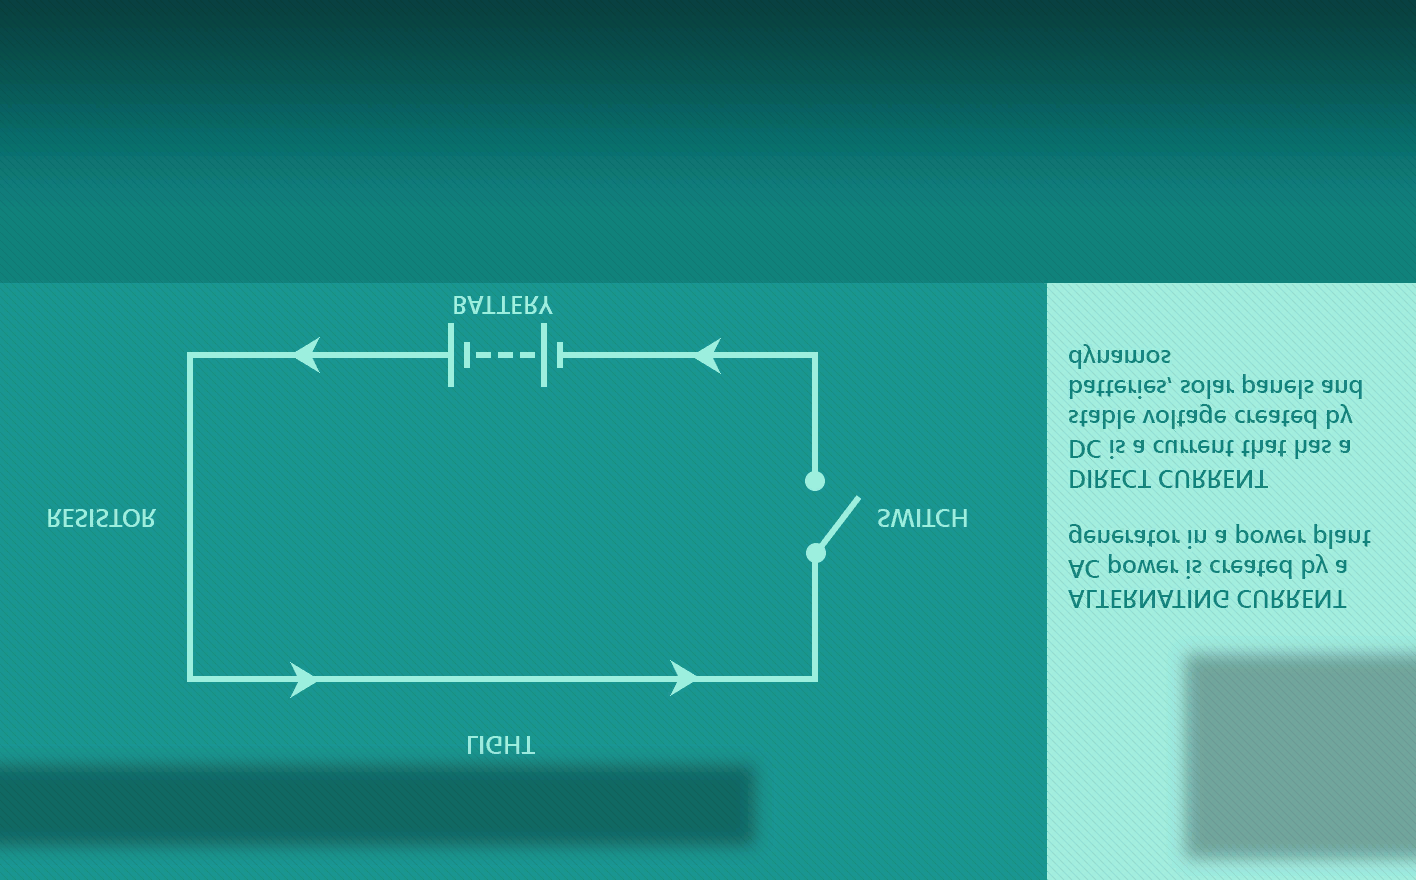 LIGHT
RESISTOR
SWITCH
BATTERY
ALTERNATING CURRENT
AC power is created by a
generator in a power plant
DIRECT CURRENT
DC is a current that has a
stable voltage created by
batteries, solar panels and
dynamos